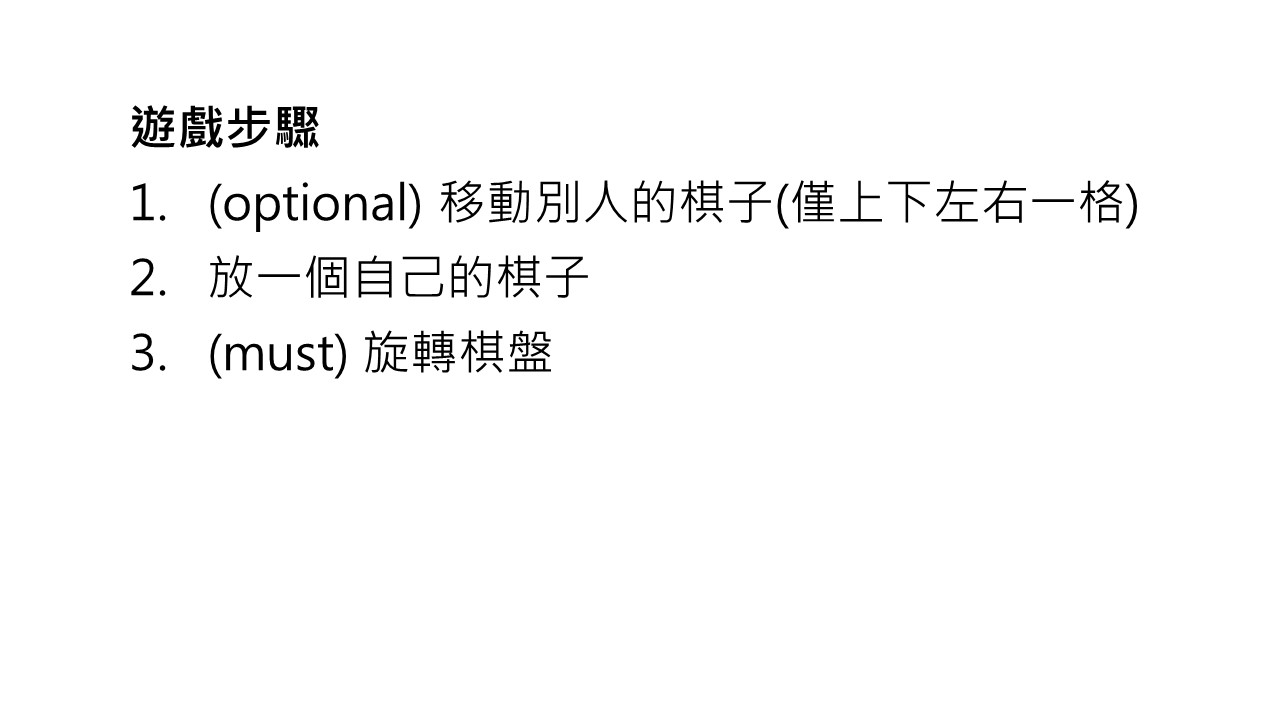 遊戲步驟
1. (optional) 移動別人的棋子(僅上下左右一格)
2. 放一個自己的棋子
3. (must) 旋轉棋盤